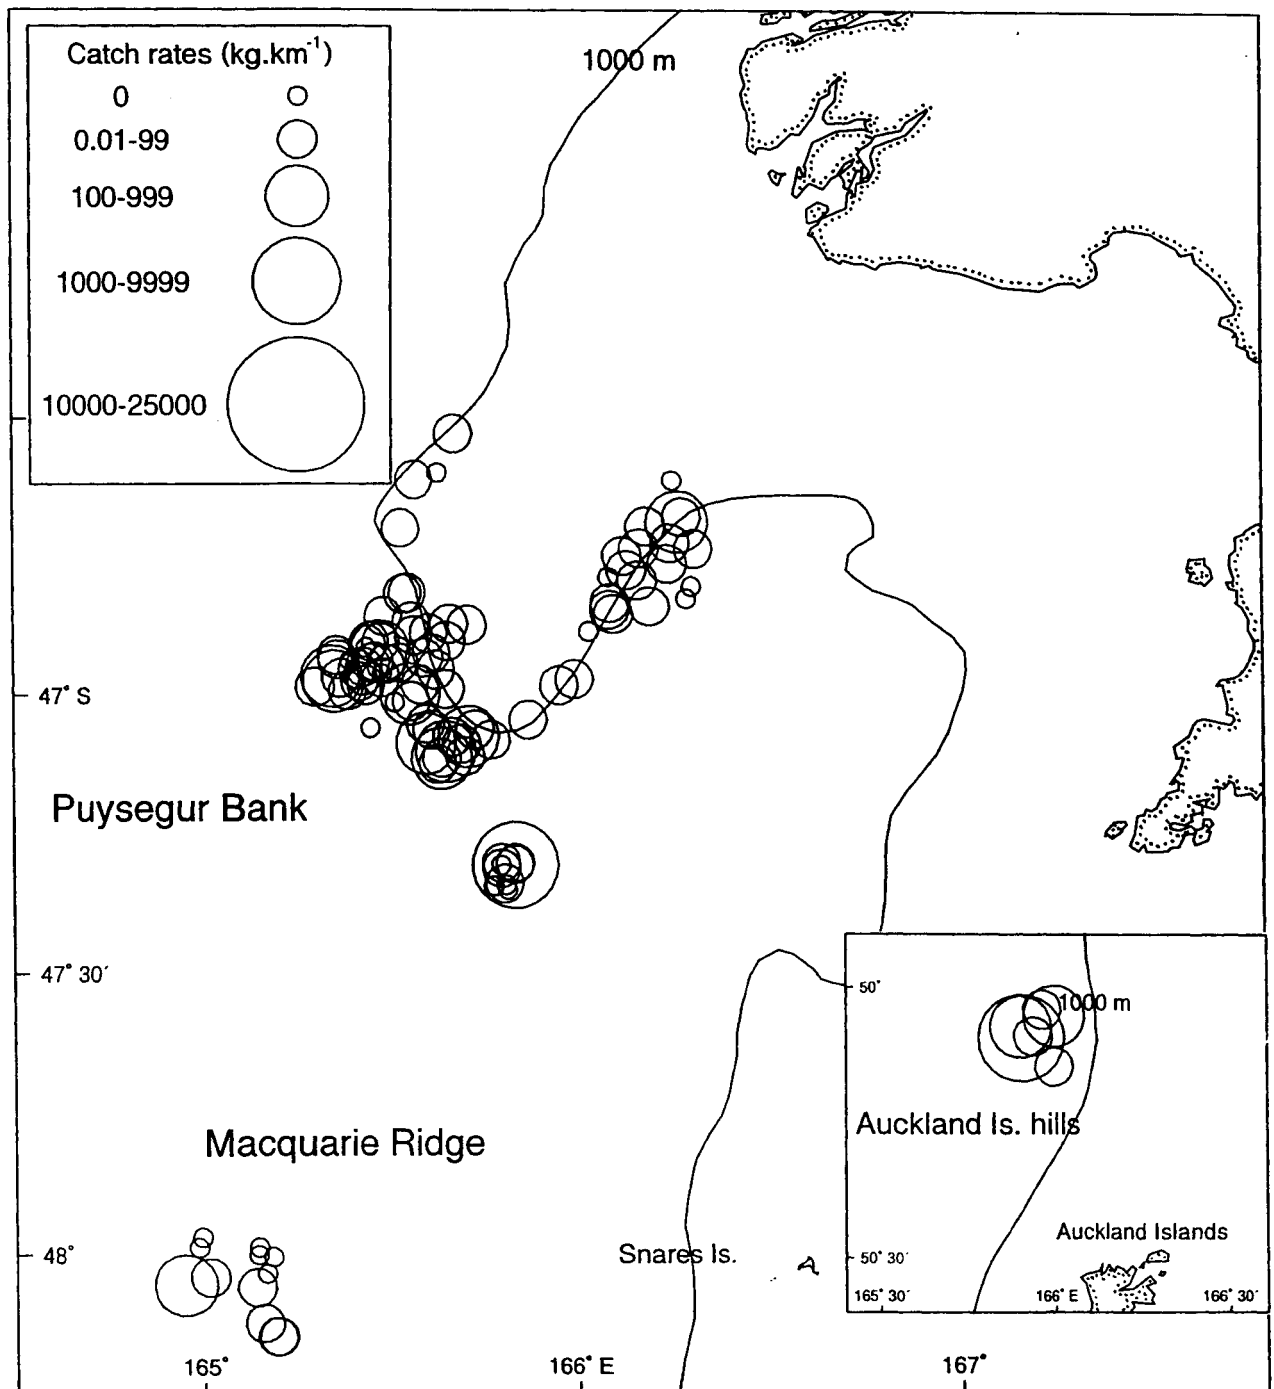 Catch rates (kg.km⁻¹)
0
0.01-99
100-999
1000-9999
10000-25000
1000 m
47° S
Puysegur Bank
47° 30′
Macquarie Ridge
48°
Snares Is.
165°
166° E
167°
50°
1000 m
Auckland Is. hills
Auckland Islands
50° 30′
165° 30′
166° E
166° 30′